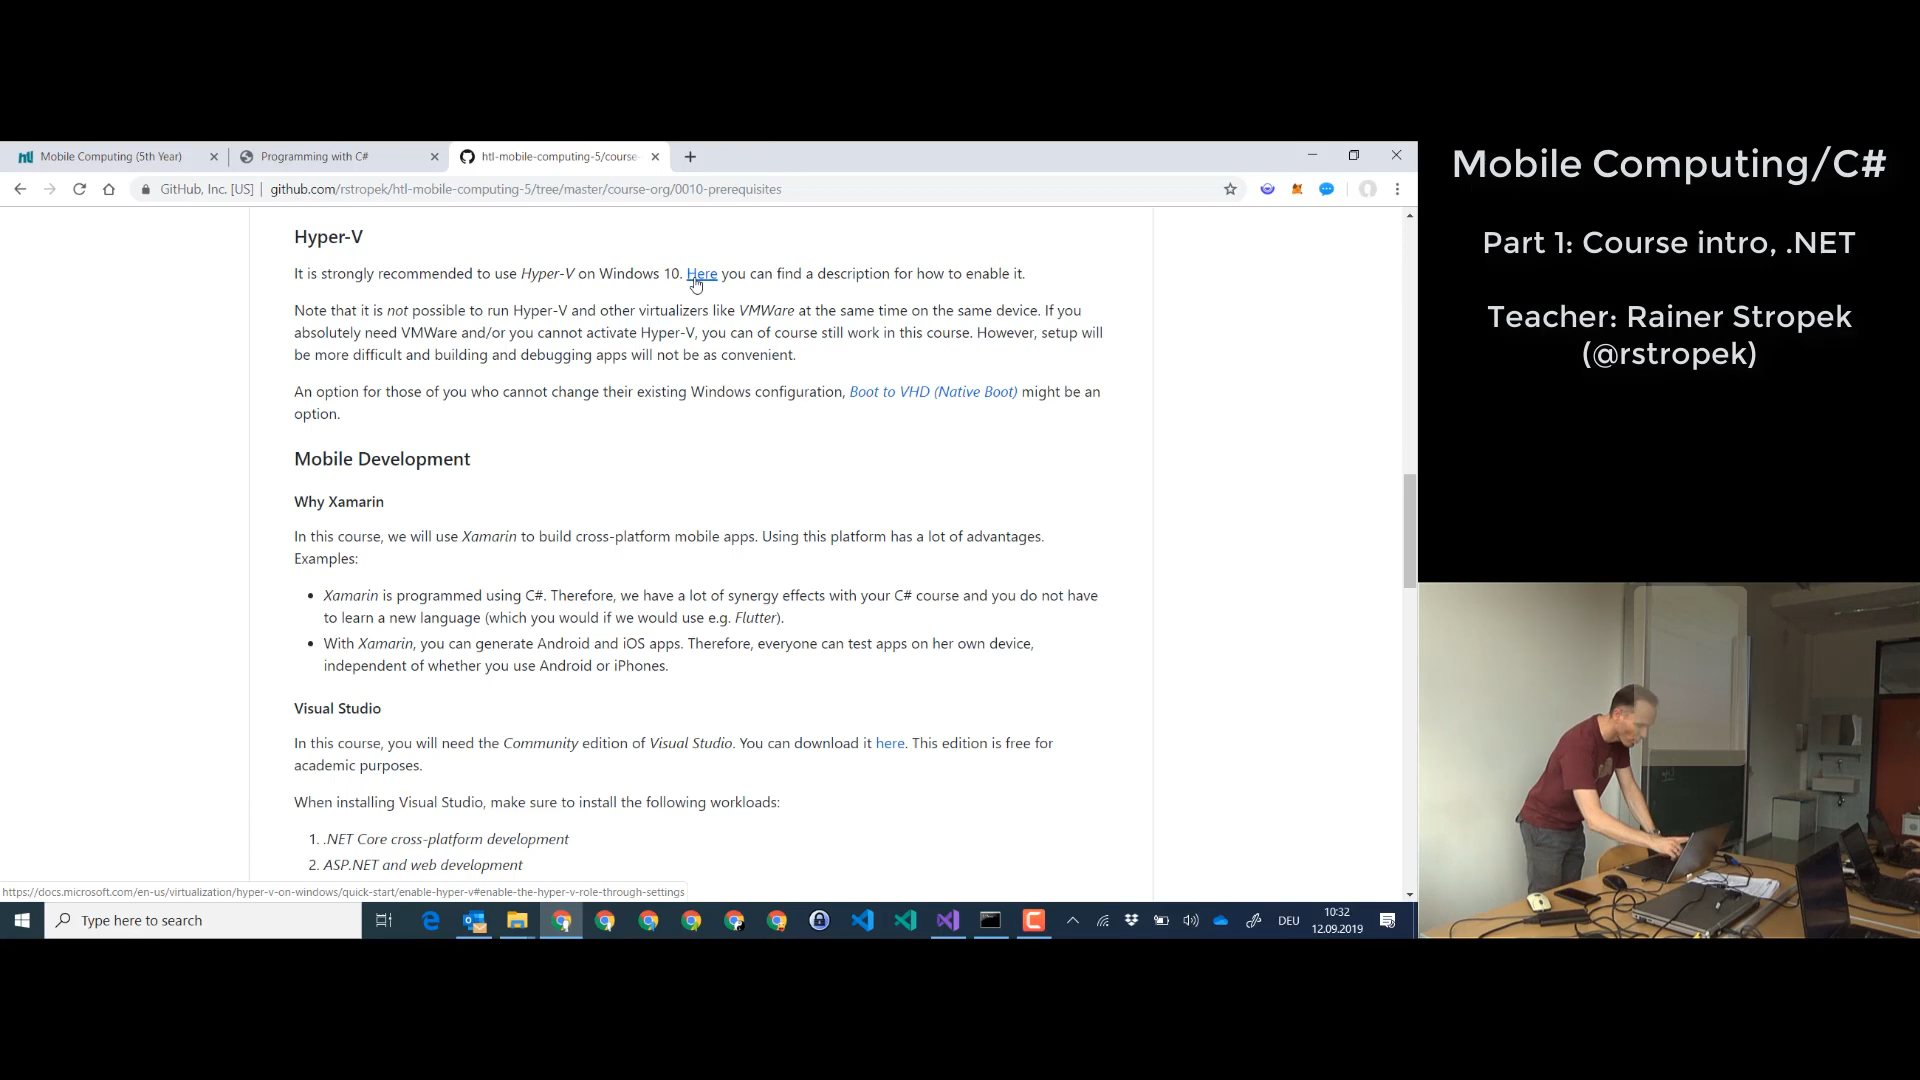 Mobile Computing (5th Year)
Programming with C#
htl-mobile-computing-5/course-
GitHub, Inc. [US]
github.com/rstropek/htl-mobile-computing-5/tree/master/course-org/0010-prerequisites
Hyper-V
It is strongly recommended to use Hyper-V on Windows 10. Here you can find a description for how to enable it.
Note that it is not possible to run Hyper-V and other virtualizers like VMWare at the same time on the same device. If you
absolutely need VMWare and/or you cannot activate Hyper-V, you can of course still work in this course. However, setup will
be more difficult and building and debugging apps will not be as convenient.
An option for those of you who cannot change their existing Windows configuration, Boot to VHD (Native Boot) might be an
option.
Mobile Development
Why Xamarin
In this course, we will use Xamarin to build cross-platform mobile apps. Using this platform has a lot of advantages.
Examples:
• Xamarin is programmed using C#. Therefore, we have a lot of synergy effects with your C# course and you do not have
to learn a new language (which you would if we would use e.g. Flutter).
• With Xamarin, you can generate Android and iOS apps. Therefore, everyone can test apps on her own device,
independent of whether you use Android or iPhones.
Visual Studio
In this course, you will need the Community edition of Visual Studio. You can download it here. This edition is free for
academic purposes.
When installing Visual Studio, make sure to install the following workloads:
1. .NET Core cross-platform development
2. ASP.NET and web development
https://docs.microsoft.com/en-us/virtualization/hyper-v-on-windows/quick-start/enable-hyper-v#enable-the-hyper-v-role-through-settings
Type here to search
DEU
10:32
12.09.2019
Mobile Computing/C#
Part 1: Course intro, .NET
Teacher: Rainer Stropek
(@rstropek)